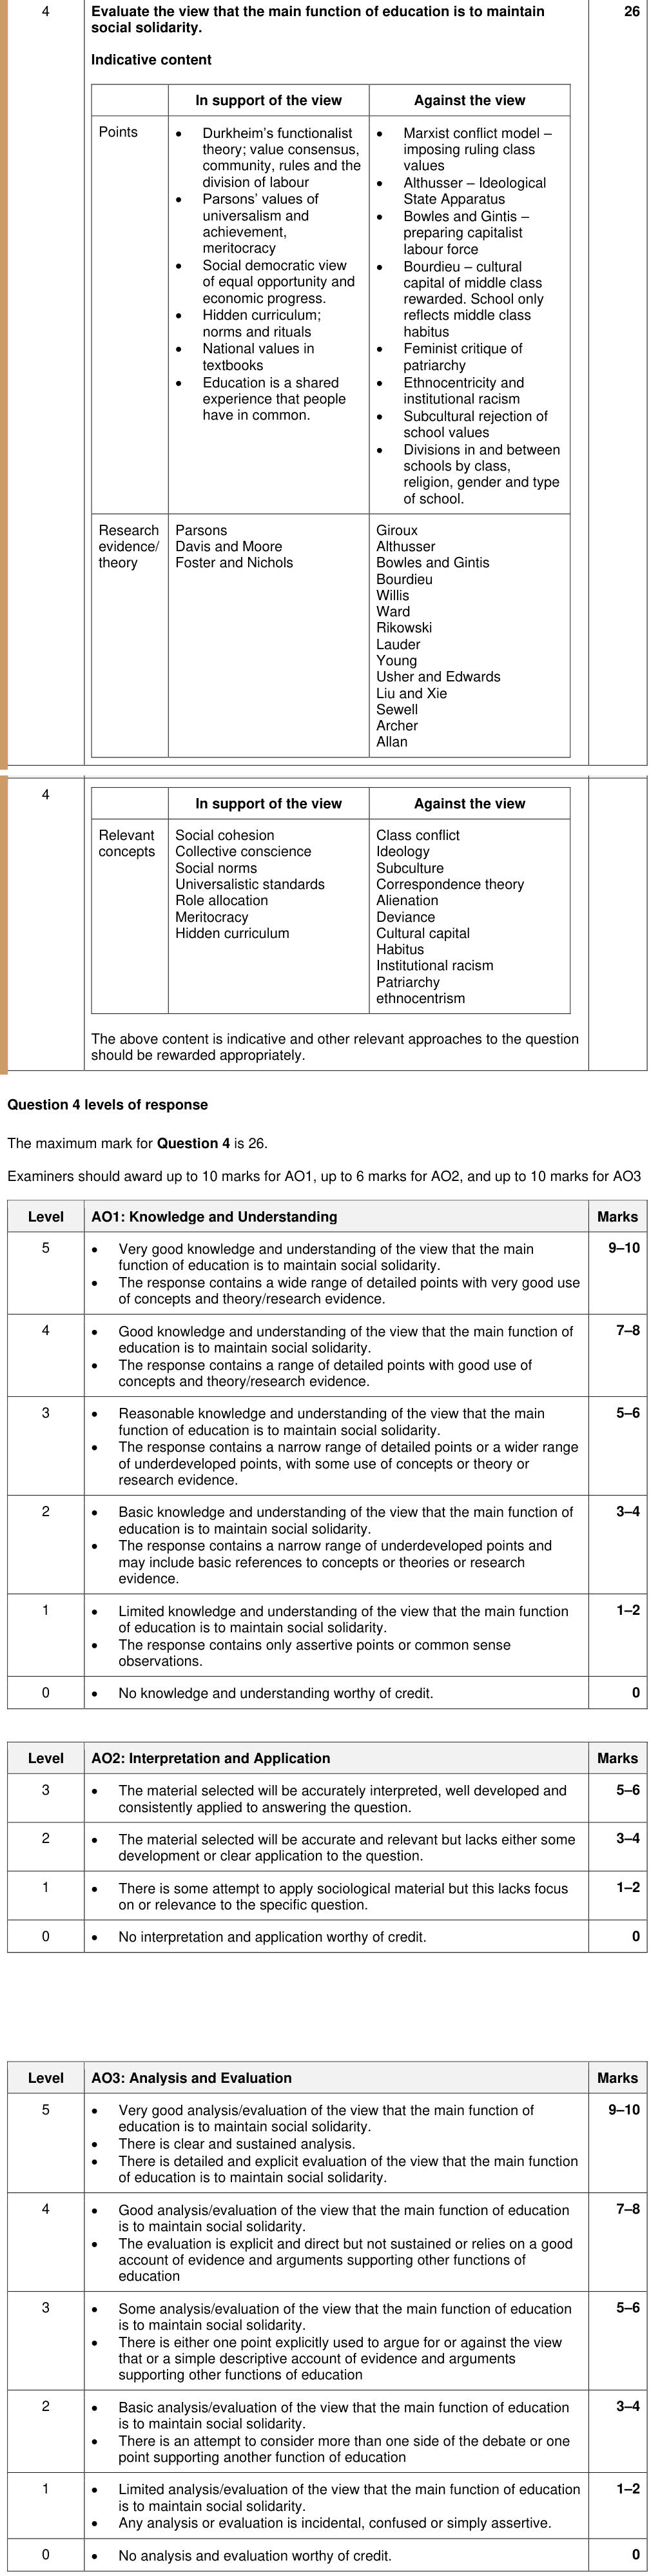 4 Evaluate the view that the main function of education is to maintain 26
social solidarity.
Indicative content
In support of the view Against the view
Points
• Durkheim's functionalist
theory; value consensus,
community, rules and the
division of labour
• Parsons' values of
universalism and
achievement,
meritocracy
• Social democratic view
of equal opportunity and
economic progress.
• Hidden curriculum;
norms and rituals
• National values in
textbooks
• Education is a shared
experience that people
have in common.
• Marxist conflict model –
imposing ruling class
values
• Althusser – Ideological
State Apparatus
• Bowles and Gintis –
preparing capitalist
labour force
• Bourdieu – cultural
capital of middle class
rewarded. School only
reflects middle class
habitus
• Feminist critique of
patriarchy
• Ethnocentricity and
institutional racism
• Subcultural rejection of
school values
• Divisions in and between
schools by class,
religion, gender and type
of school.
Research
evidence/
theory
Parsons
Davis and Moore
Foster and Nichols
Giroux
Althusser
Bowles and Gintis
Bourdieu
Willis
Ward
Rikowski
Lauder
Young
Usher and Edwards
Liu and Xie
Sewell
Archer
Allan
4
In support of the view Against the view
Relevant
concepts
Social cohesion
Collective conscience
Social norms
Universalistic standards
Role allocation
Meritocracy
Hidden curriculum
Class conflict
Ideology
Subculture
Correspondence theory
Alienation
Deviance
Cultural capital
Habitus
Institutional racism
Patriarchy
ethnocentrism
The above content is indicative and other relevant approaches to the question
should be rewarded appropriately.
Question 4 levels of response
The maximum mark for Question 4 is 26.
Examiners should award up to 10 marks for AO1, up to 6 marks for AO2, and up to 10 marks for AO3
Level AO1: Knowledge and Understanding Marks
5 • Very good knowledge and understanding of the view that the main 9–10
function of education is to maintain social solidarity.
• The response contains a wide range of detailed points with very good use
of concepts and theory/research evidence.
4 • Good knowledge and understanding of the view that the main function of 7–8
education is to maintain social solidarity.
• The response contains a range of detailed points with good use of
concepts and theory/research evidence.
3 • Reasonable knowledge and understanding of the view that the main 5–6
function of education is to maintain social solidarity.
• The response contains a narrow range of detailed points or a wider range
of underdeveloped points, with some use of concepts or theory or
research evidence.
2 • Basic knowledge and understanding of the view that the main function of 3–4
education is to maintain social solidarity.
• The response contains a narrow range of underdeveloped points and
may include basic references to concepts or theories or research
evidence.
1 • Limited knowledge and understanding of the view that the main function 1–2
of education is to maintain social solidarity.
• The response contains only assertive points or common sense
observations.
0 • No knowledge and understanding worthy of credit. 0
Level AO2: Interpretation and Application Marks
3 • The material selected will be accurately interpreted, well developed and 5–6
consistently applied to answering the question.
2 • The material selected will be accurate and relevant but lacks either some 3–4
development or clear application to the question.
1 • There is some attempt to apply sociological material but this lacks focus 1–2
on or relevance to the specific question.
0 • No interpretation and application worthy of credit. 0
Level AO3: Analysis and Evaluation Marks
5 • Very good analysis/evaluation of the view that the main function of 9–10
education is to maintain social solidarity.
• There is clear and sustained analysis.
• There is detailed and explicit evaluation of the view that the main function
of education is to maintain social solidarity.
4 • Good analysis/evaluation of the view that the main function of education 7–8
is to maintain social solidarity.
• The evaluation is explicit and direct but not sustained or relies on a good
account of evidence and arguments supporting other functions of
education
3 • Some analysis/evaluation of the view that the main function of education 5–6
is to maintain social solidarity.
• There is either one point explicitly used to argue for or against the view
that or a simple descriptive account of evidence and arguments
supporting other functions of education
2 • Basic analysis/evaluation of the view that the main function of education 3–4
is to maintain social solidarity.
• There is an attempt to consider more than one side of the debate or one
point supporting another function of education
1 • Limited analysis/evaluation of the view that the main function of education 1–2
is to maintain social solidarity.
• Any analysis or evaluation is incidental, confused or simply assertive.
0 • No analysis and evaluation worthy of credit. 0